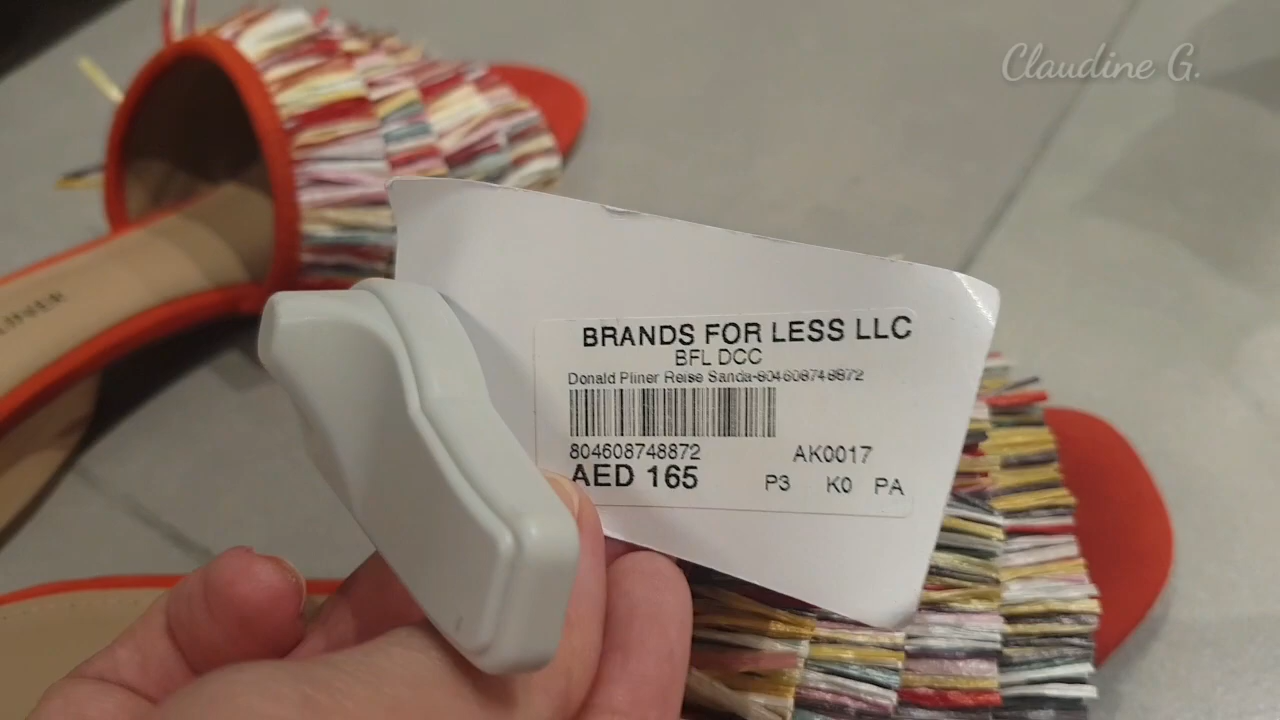 Claudine G.
BRANDS FOR LESS LLC
BFL DCC
Donald Pliner Reise Sanda-804608748872
804608748872 AK0017
AED 165 P3 K0 PA